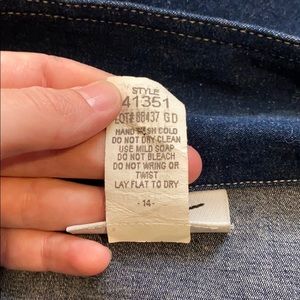 STYLE
41351
LOT# 88437 GD
HAND WASH COLD
DO NOT DRY CLEAN
USE MILD SOAP
DO NOT BLEACH
DO NOT WRING OR
TWIST
LAY FLAT TO DRY
- 14 -